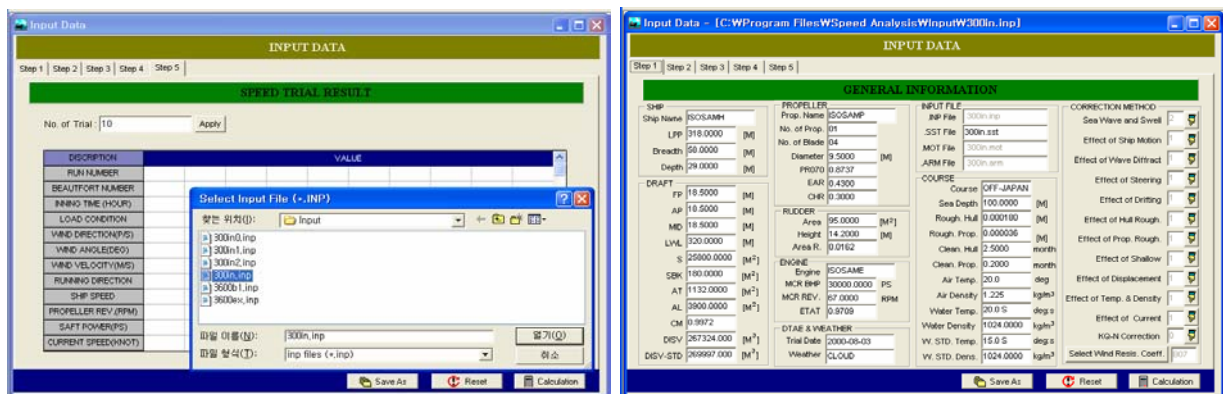 Input Data
INPUT DATA
Step 1 Step 2 Step 3 Step 4 Step 5
SPEED TRIAL RESULT
No. of Trial : 10 Apply
DISCRIPTION VALUE
RUN NUMBER
BEAUTFORT NUMBER
INNING TIME (HOUR)
LOAD CONDITION
WIND DIRECTION(P/S)
WIND ANGLE(DEG)
WIND VELOCITY(M/S)
RUNNING DIRECTION
SHIP SPEED
PROPELLER REV.(RPM)
SAFT POWER(PS)
CURRENT SPEED(KNOT)
Select Input File (*.INP)
찾는 위치(I): Input
300in0.inp
300in1.inp
300in2.inp
300in.inp
3600b1.inp
3600ex.inp
파일 이름(N): 300in.inp 열기(O)
파일 형식(T): inp files (*.inp) 취소
Save As Reset Calculation
Input Data - [C:₩Program Files₩Speed Analysis₩Input₩300in.inp]
INPUT DATA
Step 1 Step 2 Step 3 Step 4 Step 5
GENERAL INFORMATION
SHIP
Ship Name ISOSAMH
LPP 318.0000 [M]
Breadth 58.0000 [M]
Depth 29.0000 [M]
DRAFT
FP 18.5000 [M]
AP 18.5000 [M]
MID 18.5000 [M]
LWL 320.0000 [M]
S 25800.0000 [M²]
SBK 180.0000 [M²]
AT 1132.0000 [M²]
AL 3900.0000 [M²]
CM 0.9972
DISV 267324.000 [M³]
DISV-STD 269997.000 [M³]
PROPELLER
Prop. Name ISOSAMP
No. of Prop. 01
No. of Blade 04
Diameter 9.5000 [M]
PR070 0.8737
EAR 0.4300
CHR 0.3000
RUDDER
Area 95.0000 [M²]
Height 14.2000 [M]
Area R. 0.0162
ENGINE
Engine ISOSAME
MCR BHP 30000.0000 PS
MCR REV. 67.0000 RPM
ETAT 0.9709
DTAE & WEATHER
Trial Date 2000-08-03
Weather CLOUD
INPUT FILE
.INP File 300in.inp
.SST File 300in.sst
.MOT File 300in.mot
.ARM File 300in.arm
COURSE
Course OFF-JAPAN
Sea Depth 100.0000 [M]
Rough. Hull 0.000180 [M]
Rough. Prop. 0.000036 [M]
Clean. Hull 2.5000 month
Clean. Prop. 0.2000 month
Air Temp. 20.0 deg
Air Density 1.225 kg/m³
Water Temp. 20.0 S deg;s
Water Density 1024.0000 kg/m³
W. STD. Temp. 15.0 S deg;s
W. STD. Dens. 1024.0000 kg/m³
CORRECTION METHOD
Sea Wave and Swell 2
Effect of Ship Motion 1
Effect of Wave Diffract 1
Effect of Steering 1
Effect of Drifting 1
Effect of Hull Rough. 1
Effect of Prop. Rough. 1
Effect of Shallow 1
Effect of Displacement 1
Effect of Temp. & Density 1
Effect of Current 1
KQ-N Correction 0
Select Wind Resis. Coeff. 007
Save As Reset Calculation